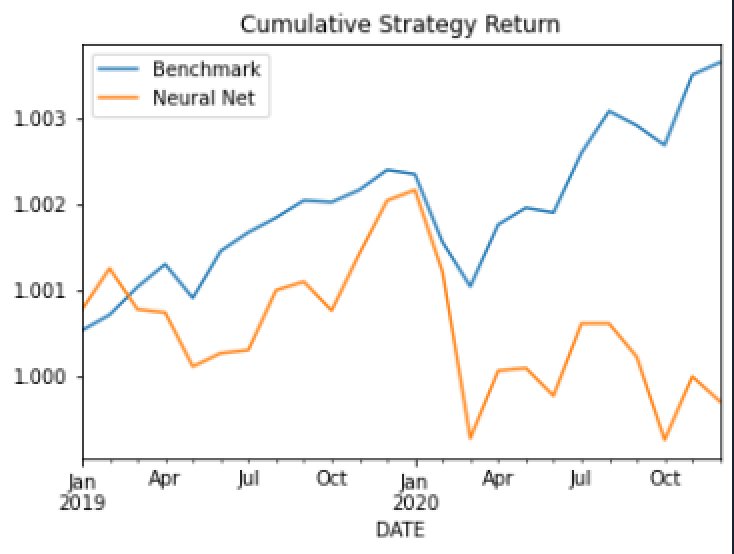 Cumulative Strategy Return
Benchmark
Neural Net
1.003
1.002
1.001
1.000
Jan Apr Jul Oct Jan Apr Jul Oct
2019 2020
DATE